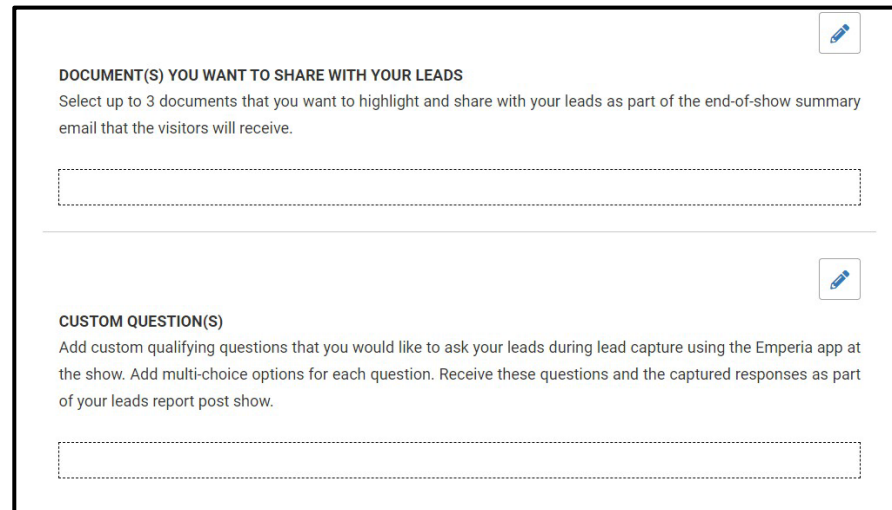 DOCUMENT(S) YOU WANT TO SHARE WITH YOUR LEADS
Select up to 3 documents that you want to highlight and share with your leads as part of the end-of-show summary
email that the visitors will receive.
CUSTOM QUESTION(S)
Add custom qualifying questions that you would like to ask your leads during lead capture using the Emperia app at
the show. Add multi-choice options for each question. Receive these questions and the captured responses as part
of your leads report post show.